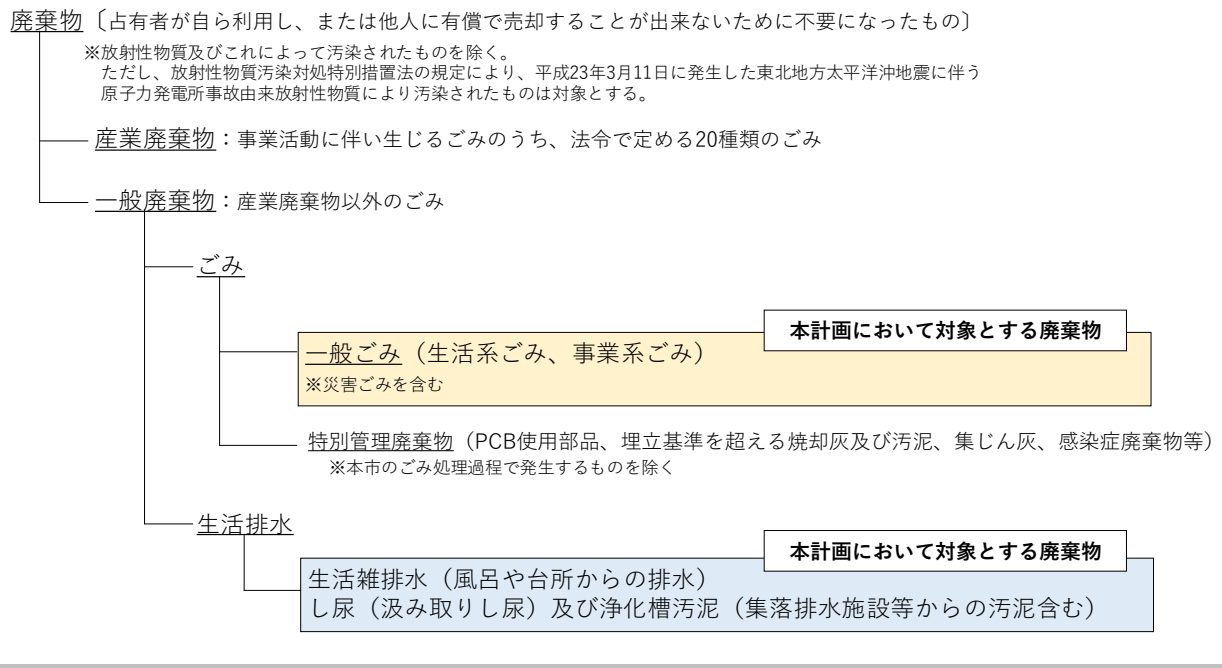 廃棄物〔占有者が自ら利用し、または他人に有償で売却することが出来ないために不要になったもの〕
※放射性物質及びこれによって汚染されたものを除く。
ただし、放射性物質汚染対処特別措置法の規定により、平成23年3月11日に発生した東北地方太平洋沖地震に伴う
原子力発電所事故由来放射性物質により汚染されたものは対象とする。
産業廃棄物：事業活動に伴い生じるごみのうち、法令で定める20種類のごみ
一般廃棄物：産業廃棄物以外のごみ
ごみ
本計画において対象とする廃棄物
一般ごみ（生活系ごみ、事業系ごみ）
※災害ごみを含む
特別管理廃棄物（PCB使用部品、埋立基準を超える焼却灰及び汚泥、集じん灰、感染症廃棄物等）
※本市のごみ処理過程で発生するものを除く
生活排水
本計画において対象とする廃棄物
生活雑排水（風呂や台所からの排水）
し尿（汲み取りし尿）及び浄化槽汚泥（集落排水施設等からの汚泥含む）